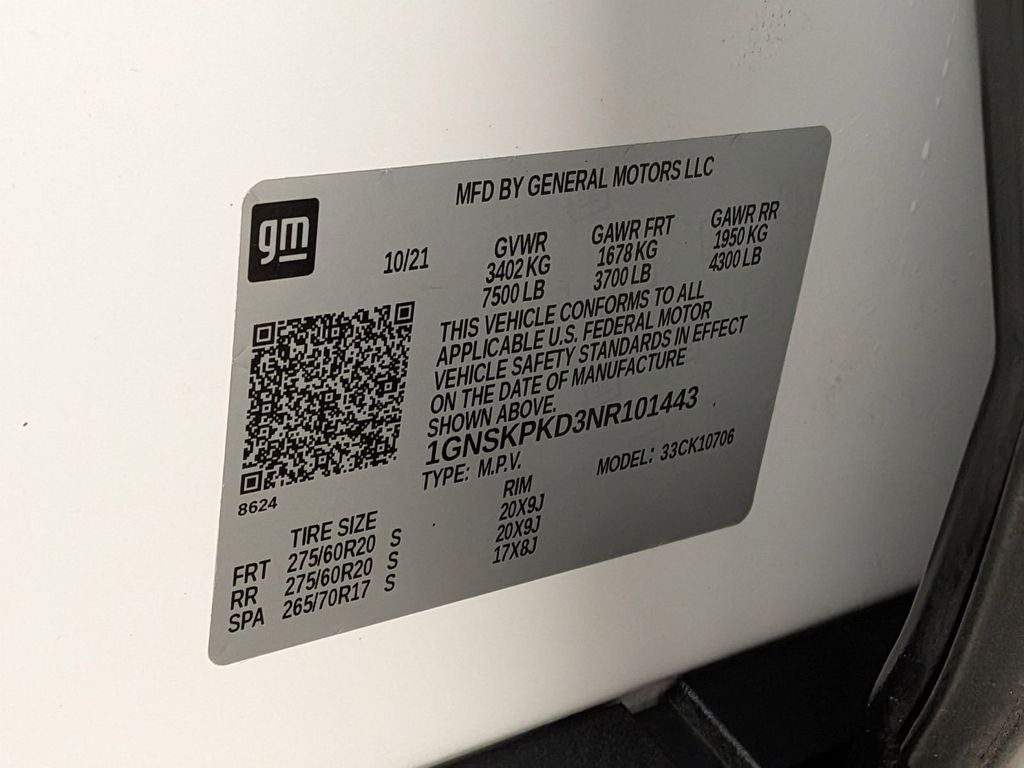 MFD BY GENERAL MOTORS LLC
gm
10/21
GVWR GAWR FRT GAWR RR
3402 KG 1678 KG 1950 KG
7500 LB 3700 LB 4300 LB
THIS VEHICLE CONFORMS TO ALL
APPLICABLE U.S. FEDERAL MOTOR
VEHICLE SAFETY STANDARDS IN EFFECT
ON THE DATE OF MANUFACTURE
SHOWN ABOVE.
1GNSKPKD3NR101443
TYPE: M.P.V. MODEL: 33CK10706
8624
TIRE SIZE RIM
FRT 275/60R20 S 20X9J
RR 275/60R20 S 20X9J
SPA 265/70R17 S 17X8J